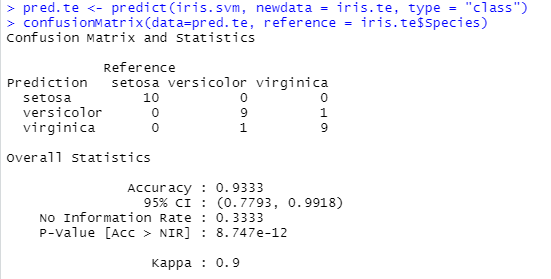 > pred.te <- predict(iris.svm, newdata = iris.te, type = "class")
> confusionMatrix(data=pred.te, reference = iris.te$Species)
Confusion Matrix and Statistics
Reference
Prediction setosa versicolor virginica
setosa 10 0 0
versicolor 0 9 1
virginica 0 1 9
Overall Statistics
Accuracy : 0.9333
95% CI : (0.7793, 0.9918)
No Information Rate : 0.3333
P-Value [Acc > NIR] : 8.747e-12
Kappa : 0.9